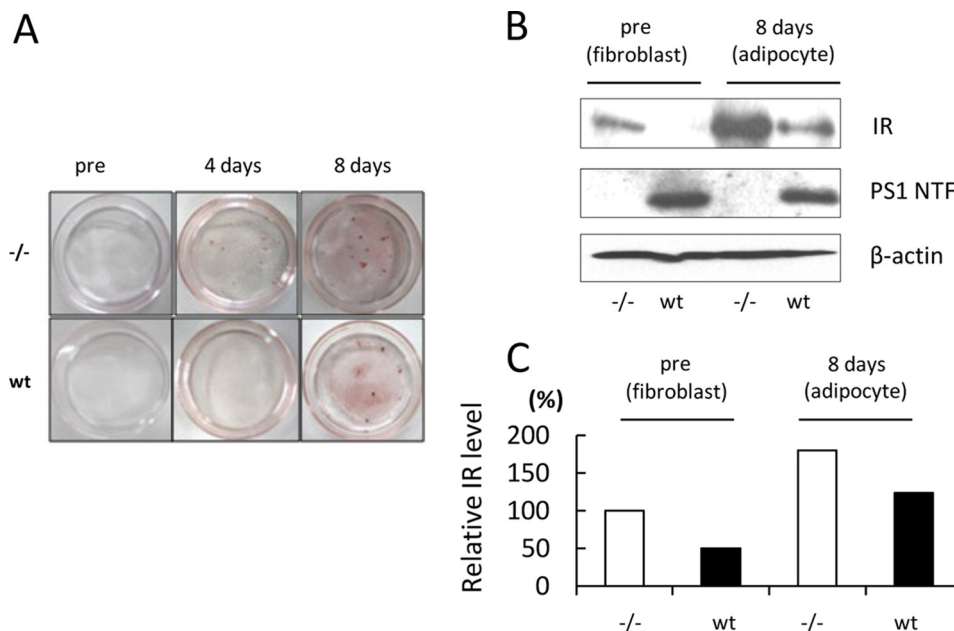 A
pre
4 days
8 days
-/-
wt
B
pre
(fibroblast)
8 days
(adipocyte)
IR
PS1 NTF
β-actin
-/-
wt
-/-
wt
C
pre
(fibroblast)
8 days
(adipocyte)
(%)
Relative IR level
200
150
100
50
0
-/-
wt
-/-
wt